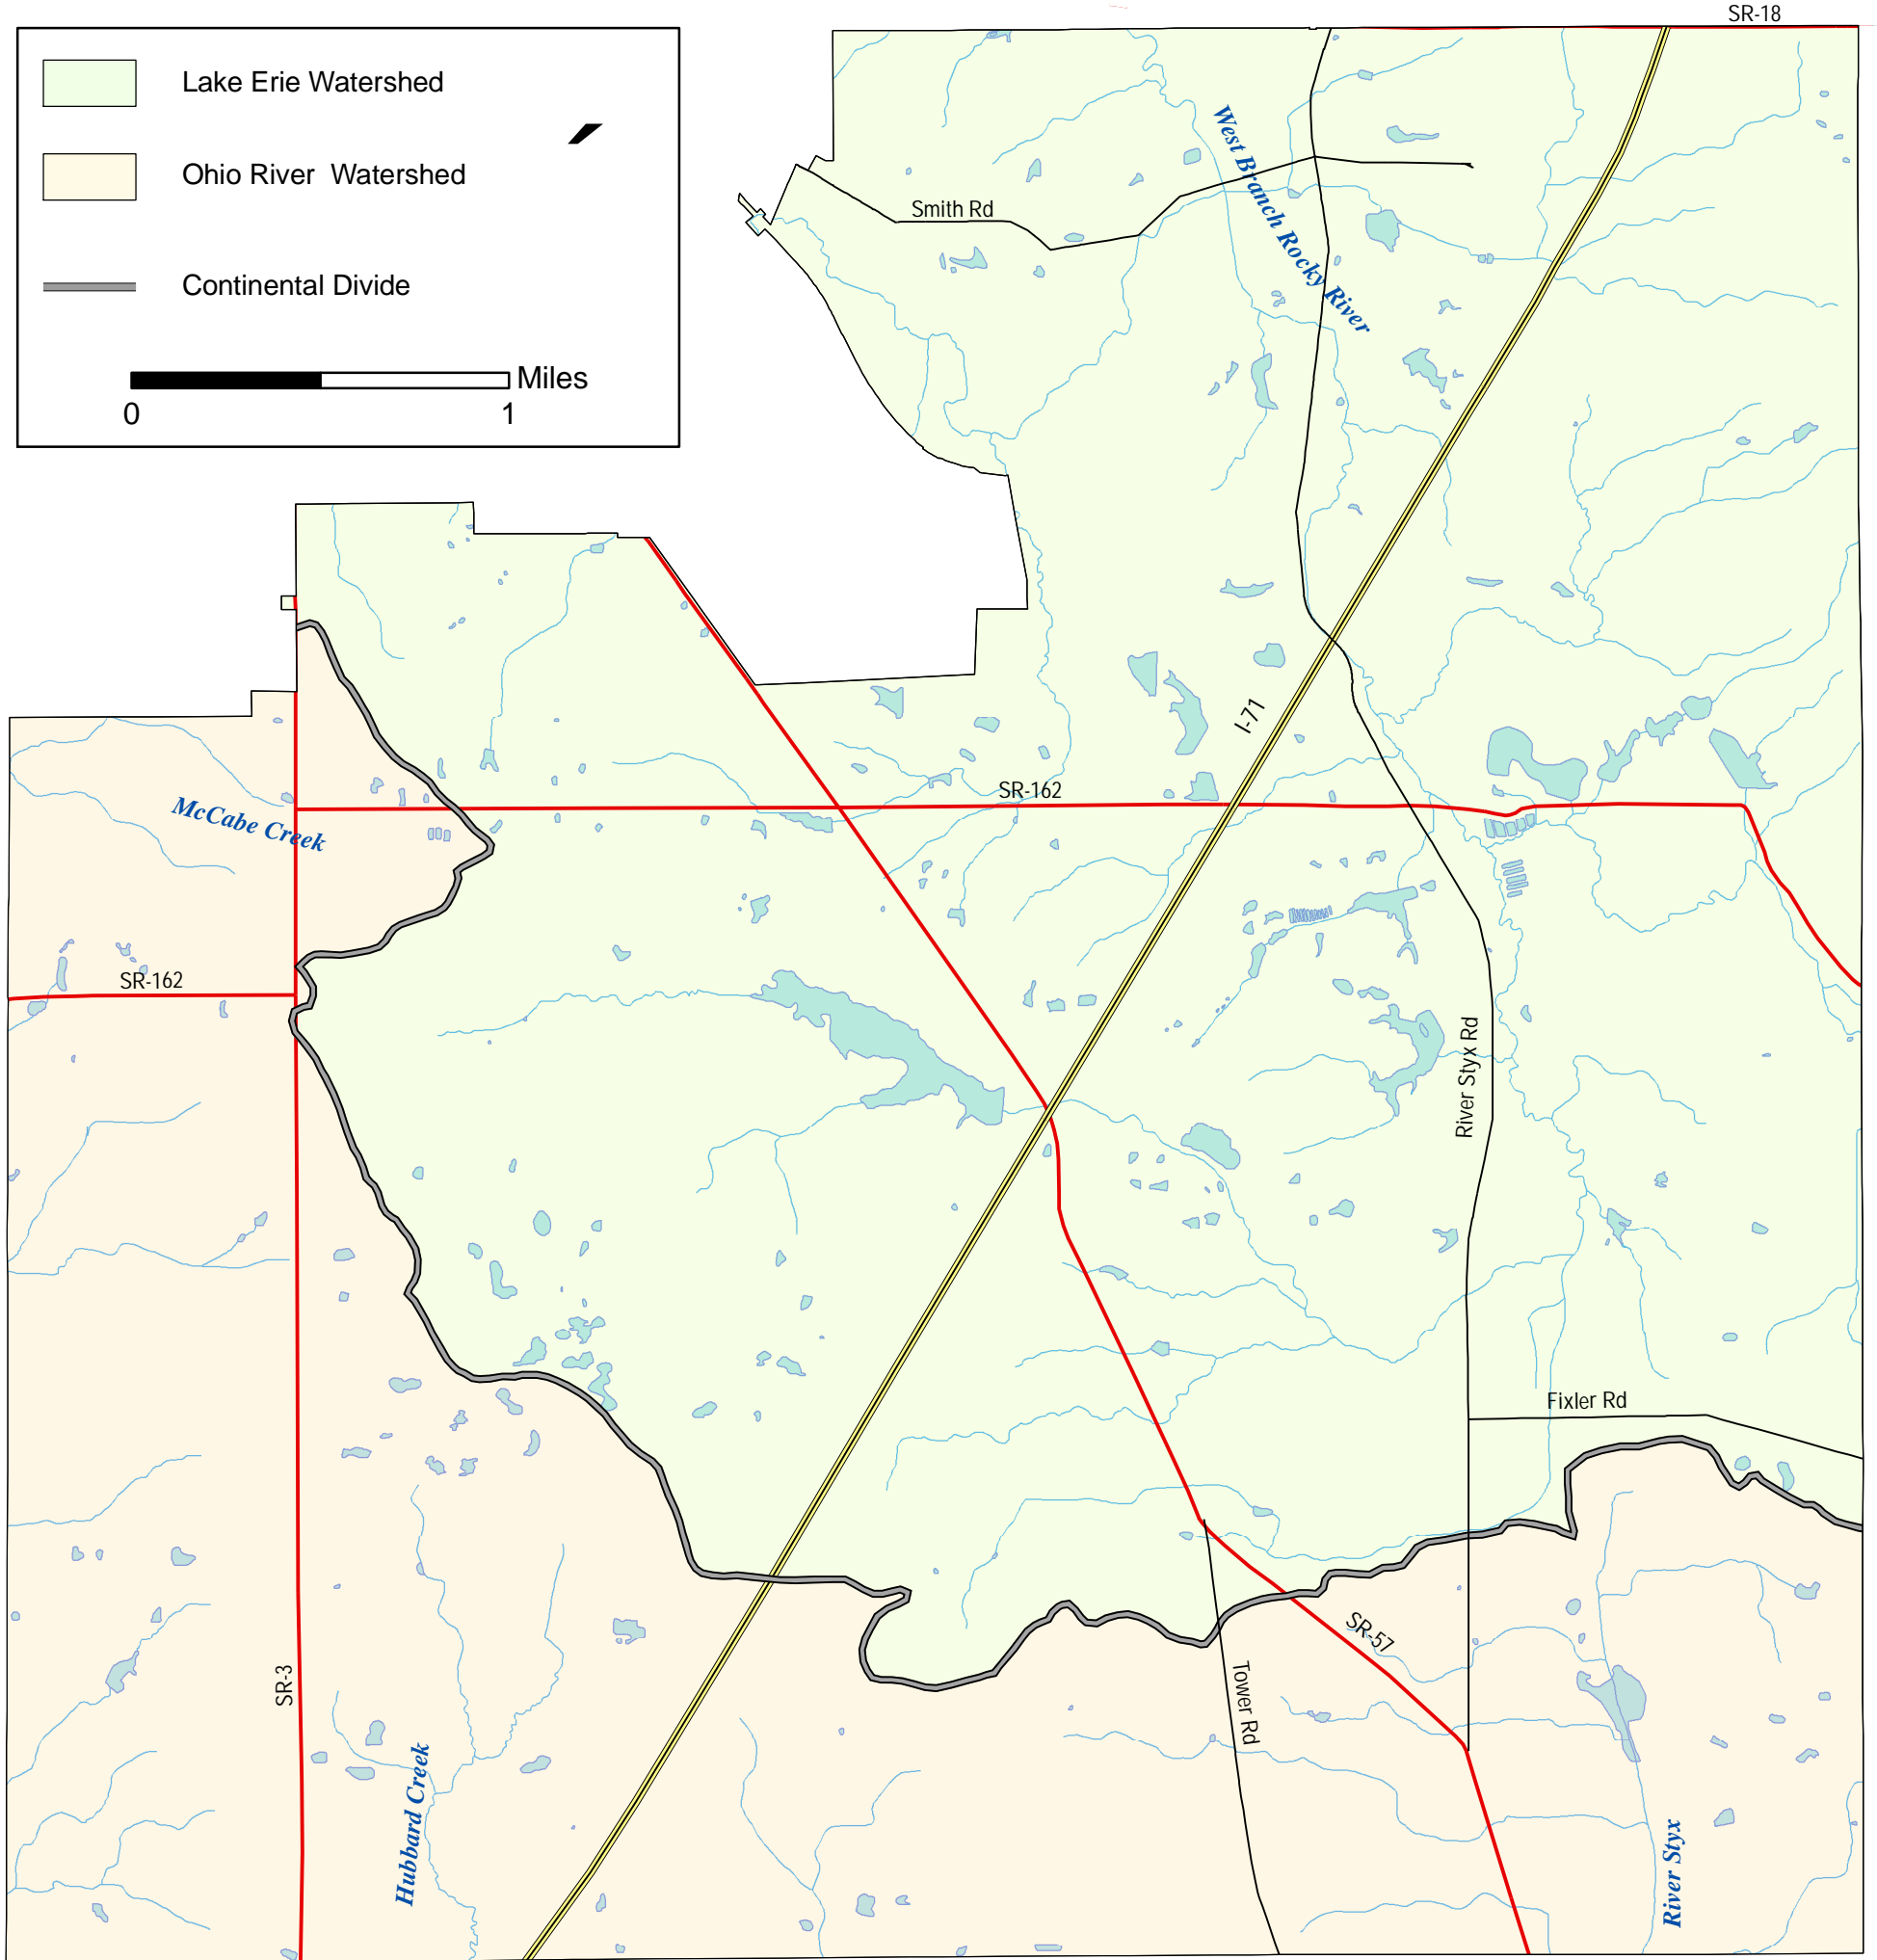 SR-18
Lake Erie Watershed
Ohio River  Watershed
Continental Divide
Miles
0 1
West Branch Rocky River
Smith Rd
I-71
SR-162
McCabe Creek
SR-162
River Styx Rd
Fixler Rd
SR-57
Tower Rd
SR-3
Hubbard Creek
River Styx